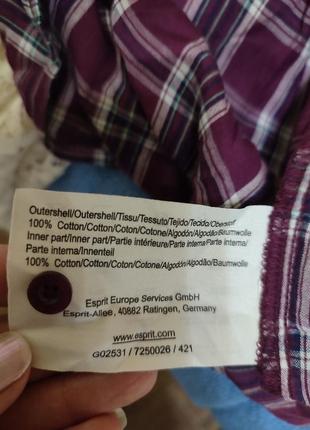 Outershell/Outershell/Tissu/Tessuto/Tejido/Tecido/Oberstoff
100% Cotton/Cotton/Coton/Cotone/Algodón/Algodão/Baumwolle
Inner part/Inner part/Partie intérieure/Parte interna/
Parte interna/Innenteil
100% Cotton/Cotton/Coton/Cotone/Algodón/Algodão/Baumwolle
Esprit Europe Services GmbH
Esprit-Allee, 40882 Ratingen, Germany
www.esprit.com
G02531 / 7250026 / 421